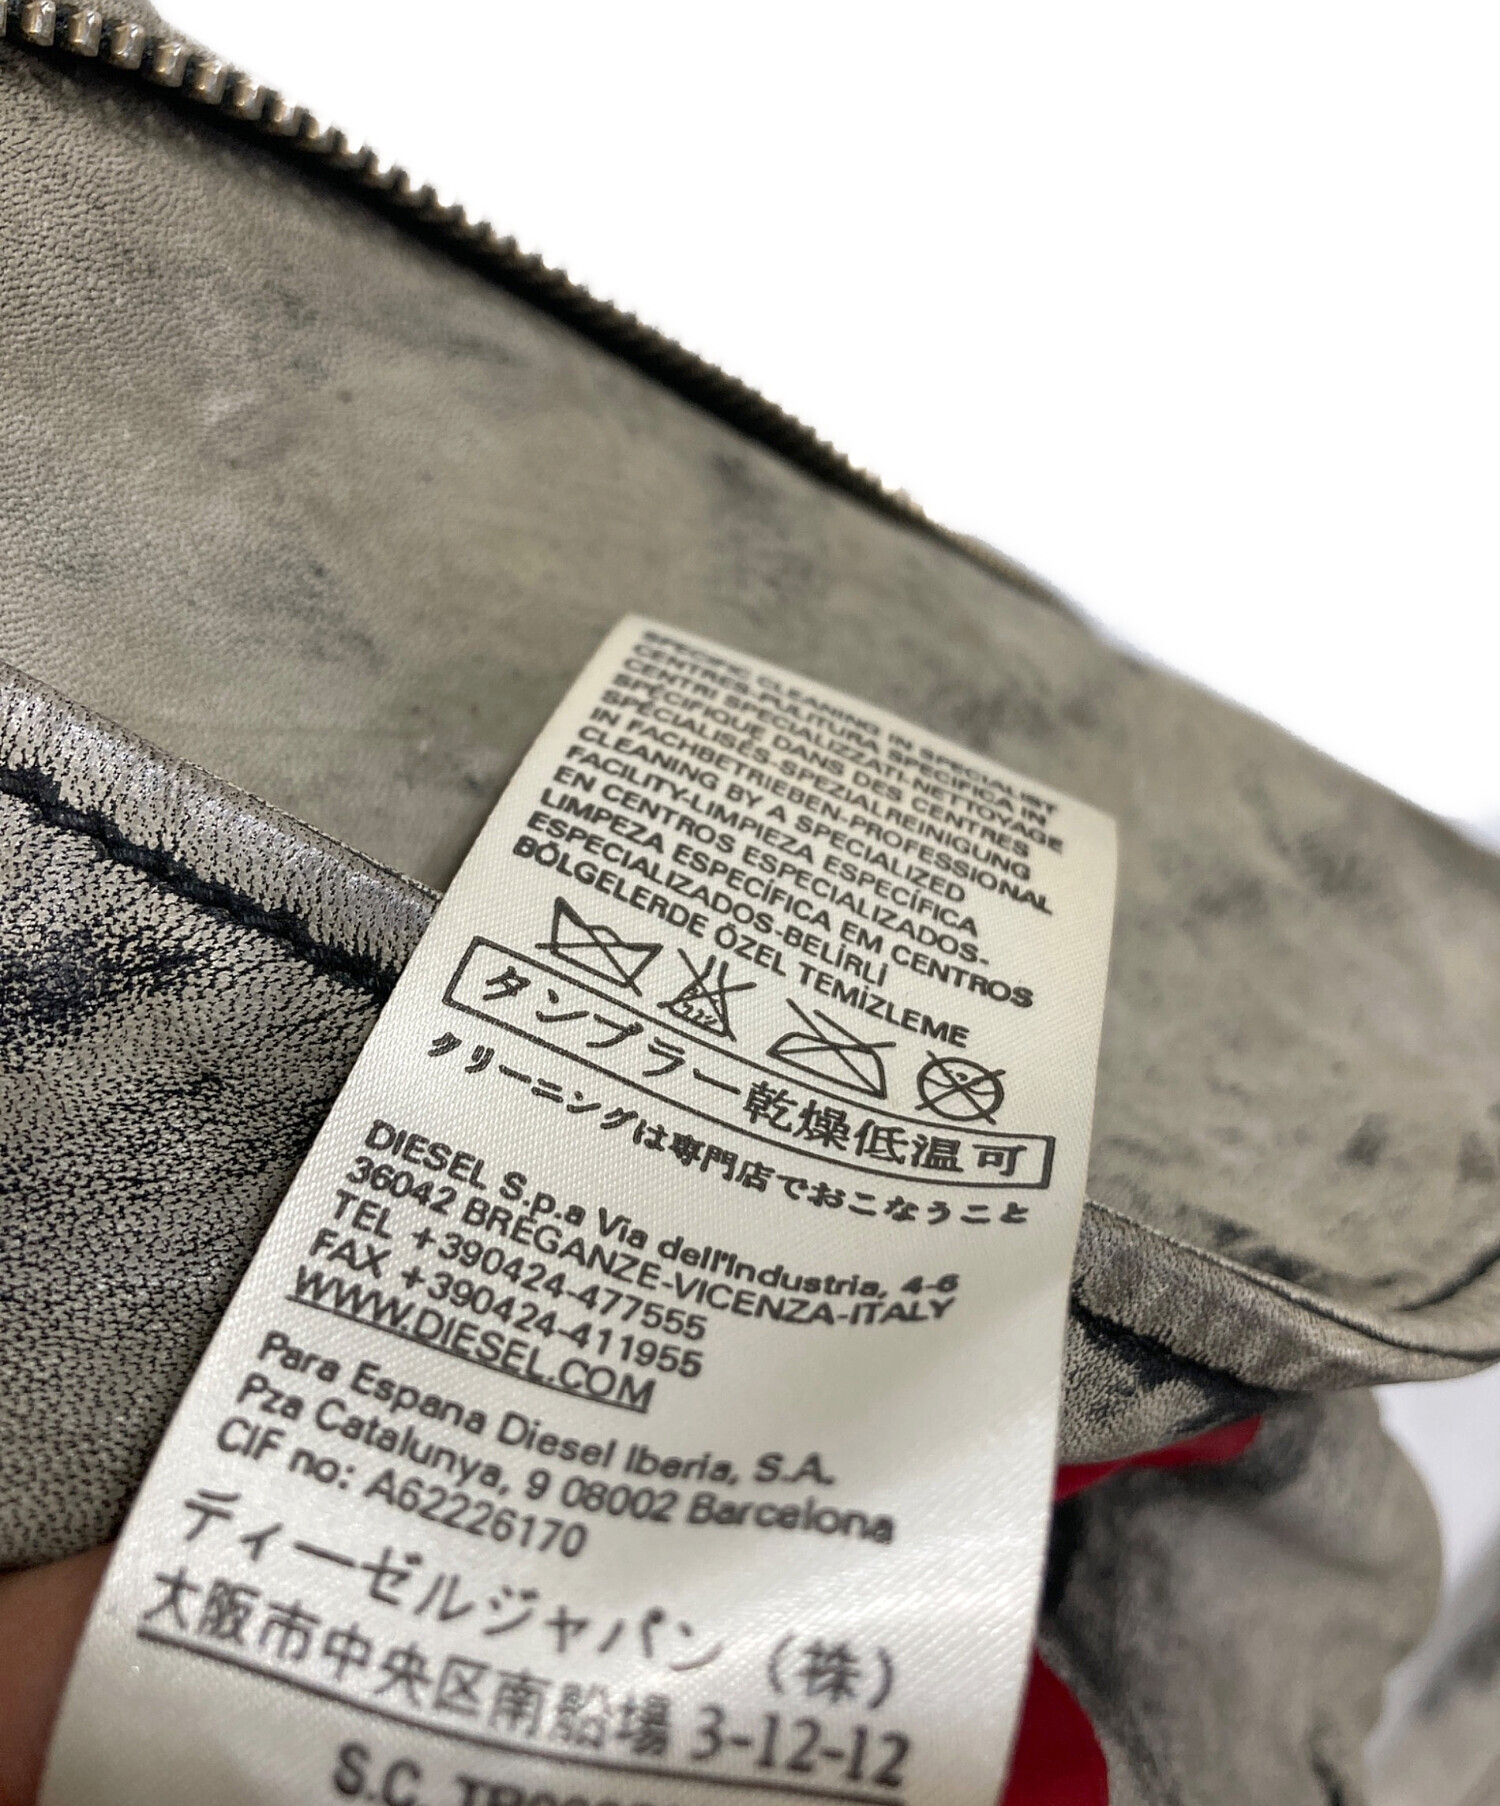 SPECIFIC CLEANING IN SPECIALIST
CENTRES-PULITURA SPECIFICA IN
CENTRI SPECIALIZZATI-NETTOYAGE
SPÉCIFIQUE DANS DES CENTRES
SPÉCIALISÉS-SPEZIALREINIGUNG
IN FACHBETRIEBEN-PROFESSIONAL
CLEANING BY A SPECIALIZED
FACILITY-LIMPIEZA ESPECÍFICA
EN CENTROS ESPECIALIZADOS-
LIMPEZA ESPECÍFICA EM CENTROS
ESPECIALIZADOS-BELİRLİ
BÖLGELERDE ÖZEL TEMİZLEME
タンブラー乾燥低温可
クリーニングは専門店でおこなうこと
DIESEL S.p.a Via dell'Industria, 4-6
36042 BREGANZE-VICENZA-ITALY
TEL +390424-477555
FAX +390424-411955
WWW.DIESEL.COM
Para Espana Diesel Iberia, S.A.
Pza Catalunya, 9 08002 Barcelona
CIF no: A62226170
ディーゼルジャパン（株）
大阪市中央区南船場 3-12-12
S.C.